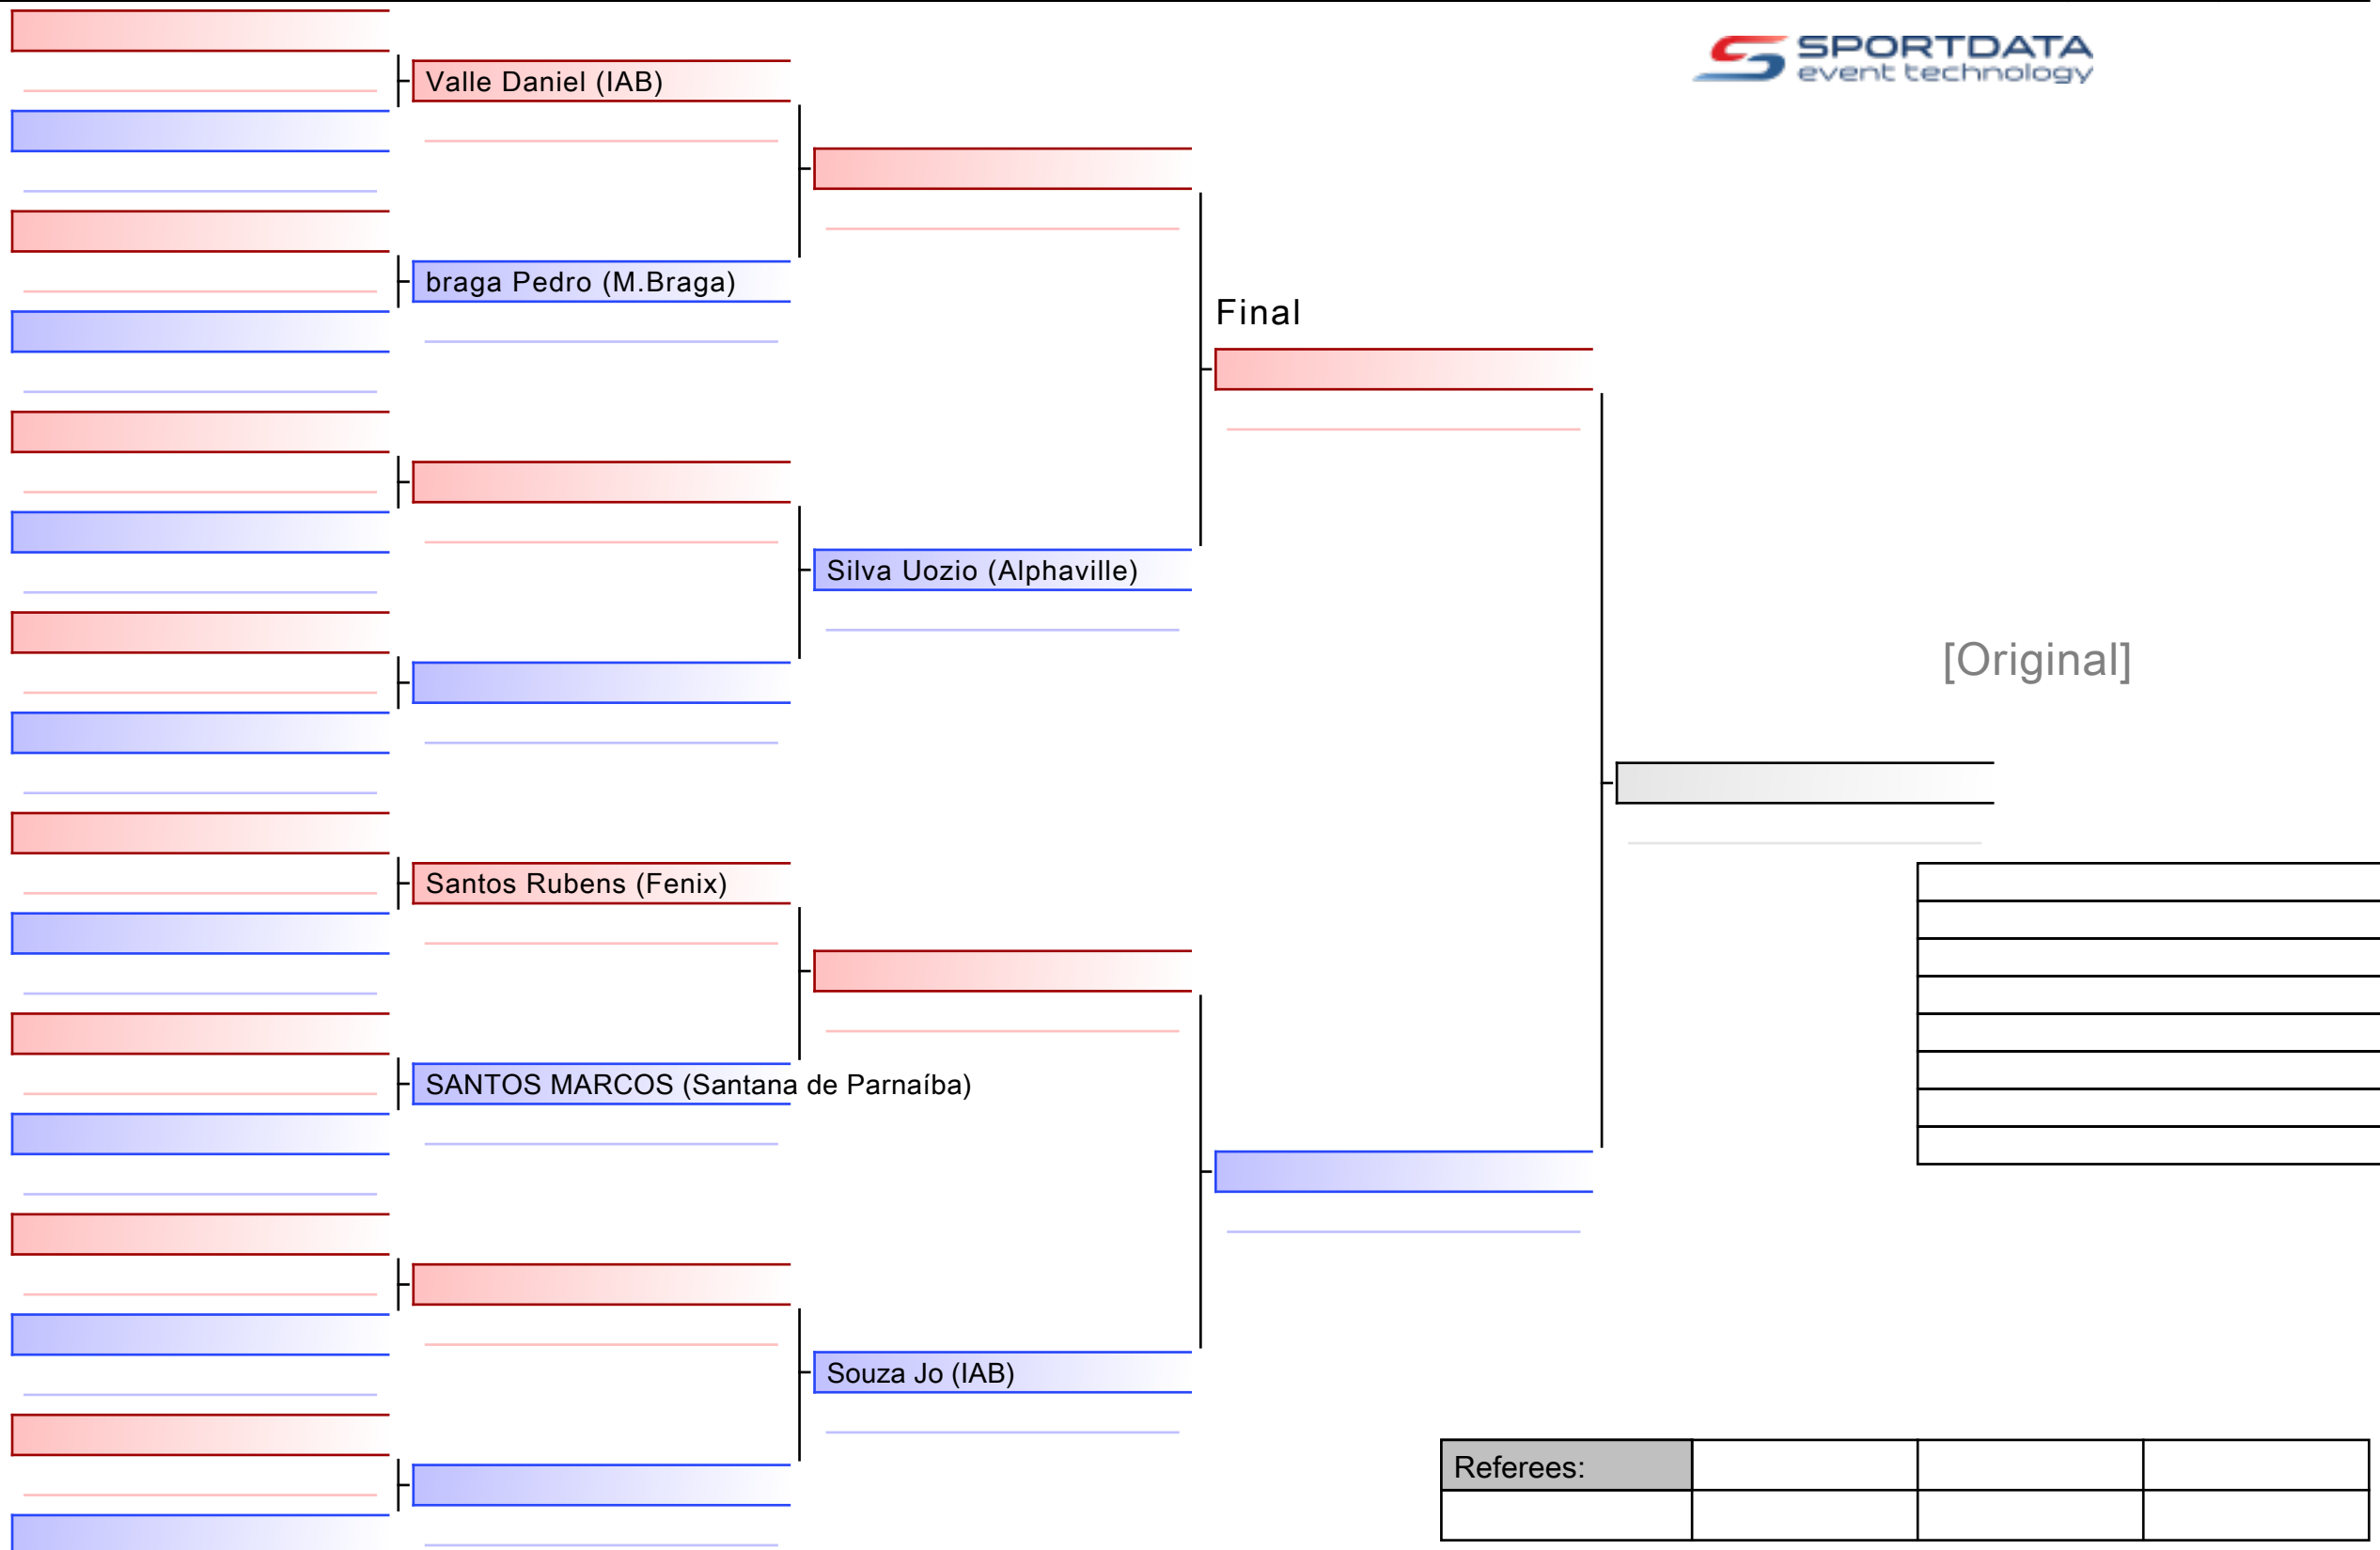 SPORTDATA
event technology
Valle Daniel (IAB)
braga Pedro (M.Braga)
Final
Silva Uozio (Alphaville)
[Original]
Santos Rubens (Fenix)
SANTOS MARCOS (Santana de Parnaíba)
Souza Jo (IAB)
Referees: